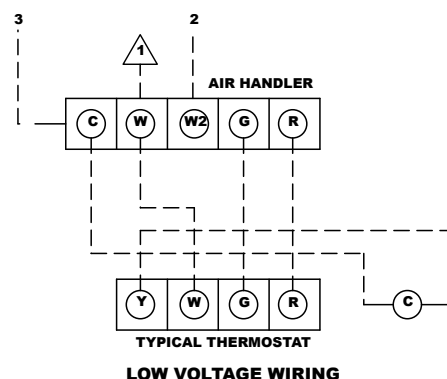 3
2
1
AIR HANDLER
C W W2 G R
Y W G R
C
TYPICAL THERMOSTAT
LOW VOLTAGE WIRING